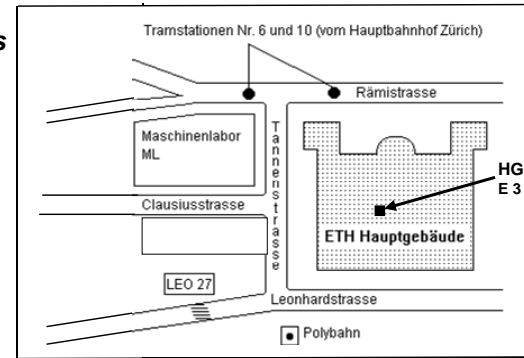 s
Tramstationen Nr. 6 und 10 (vom Hauptbahnhof Zürich)
Rämistrasse
Maschinenlabor
ML
Tannenstrasse
HG
E 3
Clausiusstrasse
ETH Hauptgebäude
LEO 27
Leonhardstrasse
Polybahn